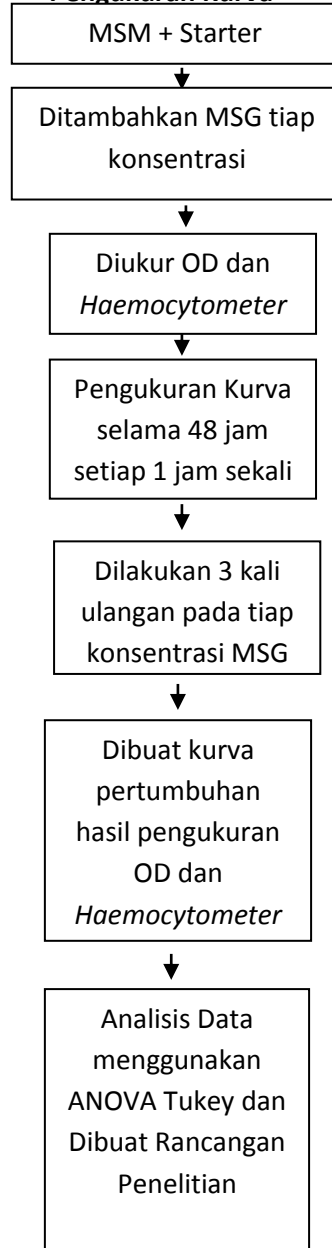 Pengukuran Kurva
MSM + Starter
Ditambahkan MSG tiap
konsentrasi
Diukur OD dan
Haemocytometer
Pengukuran Kurva
selama 48 jam
setiap 1 jam sekali
Dilakukan 3 kali
ulangan pada tiap
konsentrasi MSG
Dibuat kurva
pertumbuhan
hasil pengukuran
OD dan
Haemocytometer
Analisis Data
menggunakan
ANOVA Tukey dan
Dibuat Rancangan
Penelitian